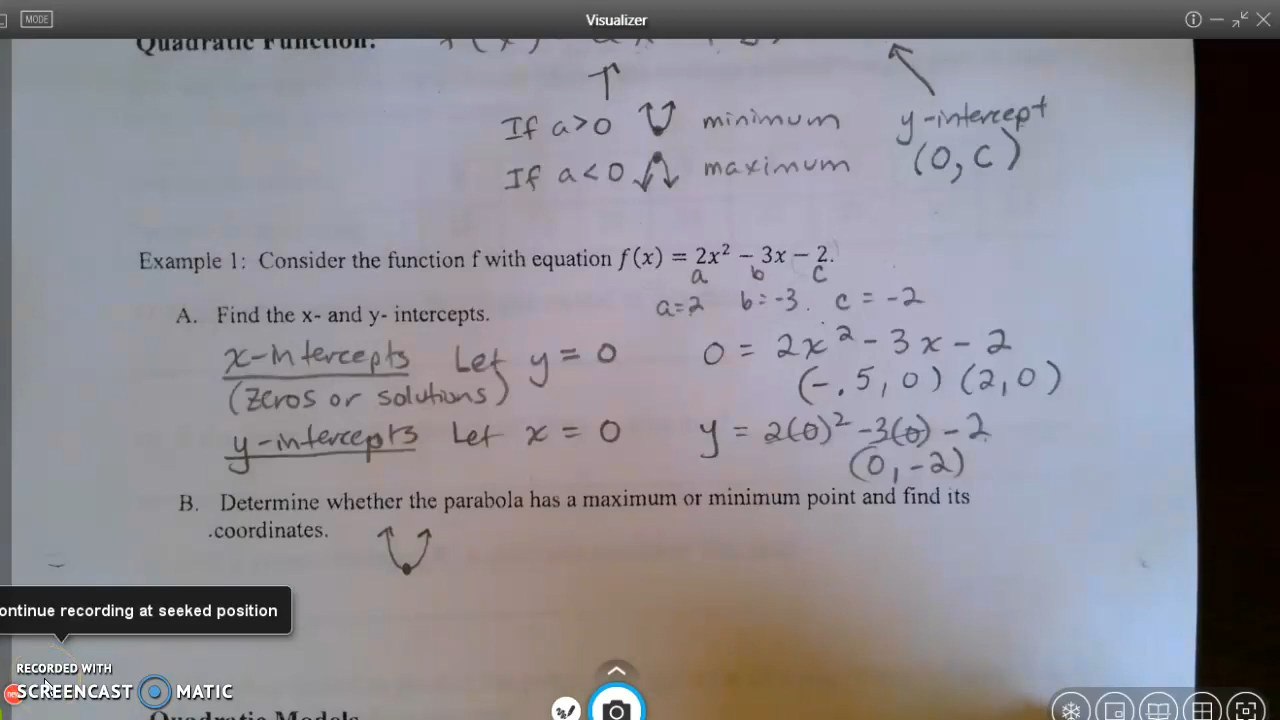 MODE
Visualizer
Quadratic Function:
If a>0 minimum
If a<0 maximum
y-intercept
(0, c)
Example 1: Consider the function f with equation f(x) = 2x² − 3x − 2.
a b c
a=2 b=-3. c = -2
A. Find the x- and y- intercepts.
x-intercepts Let y = 0 0 = 2x² - 3x - 2
(zeros or solutions) (-.5, 0) (2, 0)
y-intercepts Let x = 0 y = 2(0)² -3(0) - 2
(0, -2)
B. Determine whether the parabola has a maximum or minimum point and find its
.coordinates.
ontinue recording at seeked position
RECORDED WITH
SCREENCAST MATIC
Quadratic Models